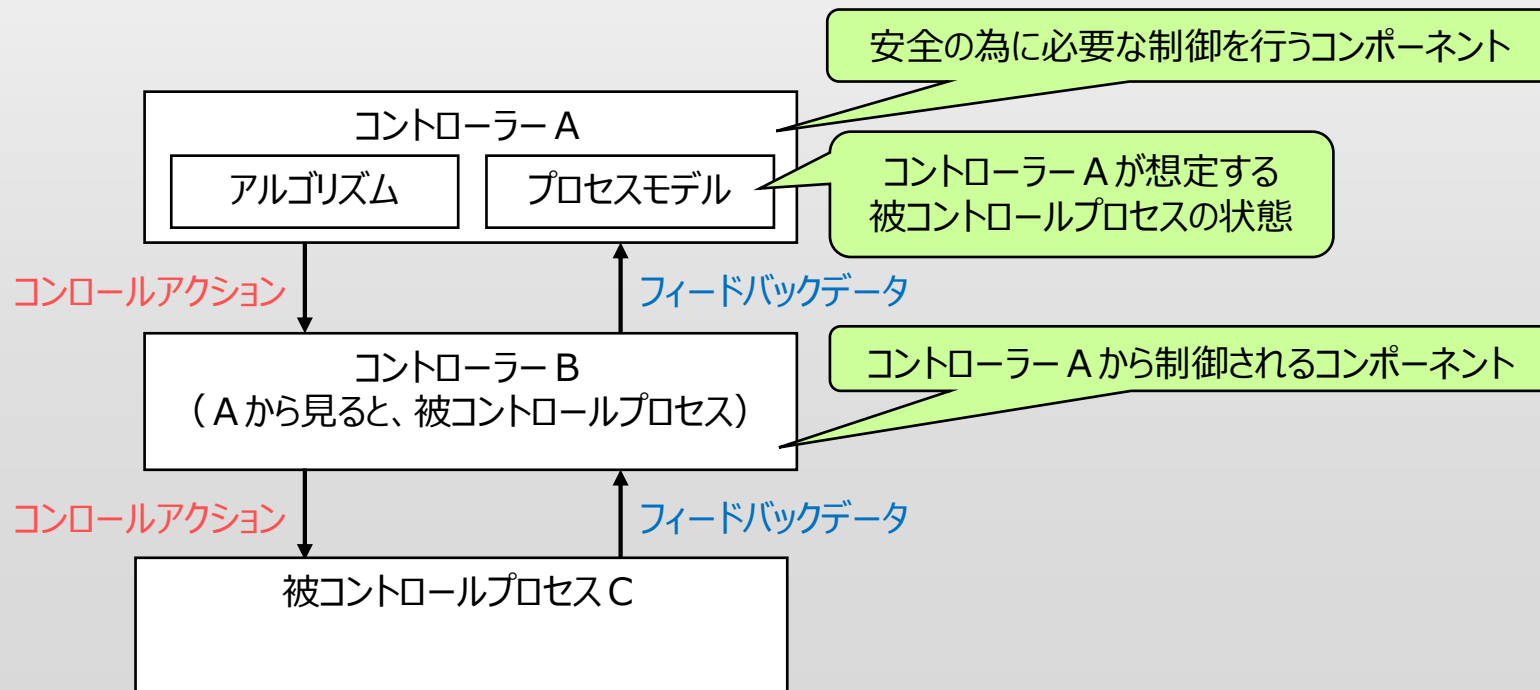 安全の為に必要な制御を行うコンポーネント
コントローラー A
アルゴリズム
プロセスモデル
コントローラー A が想定する
被コントロールプロセスの状態
コンロールアクション
フィードバックデータ
コントローラー B
（ A から見ると、被コントロールプロセス）
コントローラー A から制御されるコンポーネント
コンロールアクション
フィードバックデータ
被コントロールプロセス C